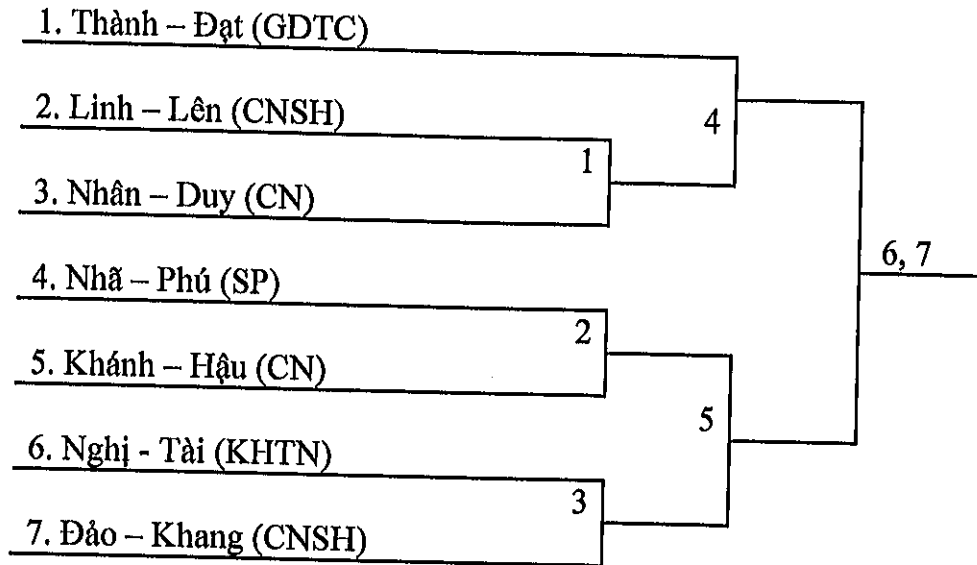 1. Thành – Đạt (GDTC)
2. Linh – Lên (CNSH)
4
1
3. Nhân – Duy (CN)
6, 7
4. Nhã – Phú (SP)
2
5. Khánh – Hậu (CN)
5
6. Nghị - Tài (KHTN)
3
7. Đảo – Khang (CNSH)